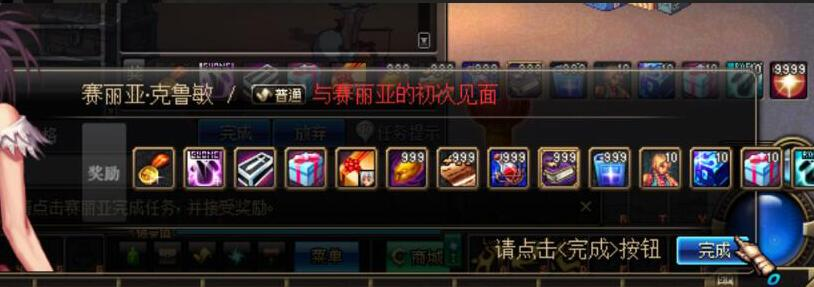 9999
赛丽亚·克鲁敏 / 普通 与赛丽亚的初次见面
完成 放弃 任务提示
奖励 999 999 999 999 999 10 10 10
点击赛丽亚完成任务,并接受奖励。
请点击<完成>按钮 完成
菜单 商城